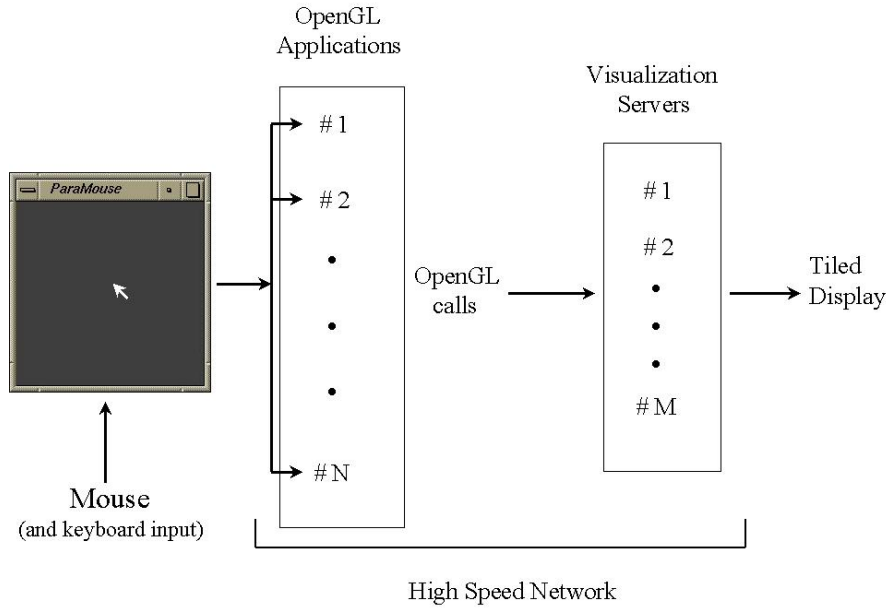 OpenGL
Applications
Visualization
Servers
#1
#2
#N
ParaMouse
OpenGL
calls
#1
#2
#M
Tiled
Display
Mouse
(and keyboard input)
High Speed Network